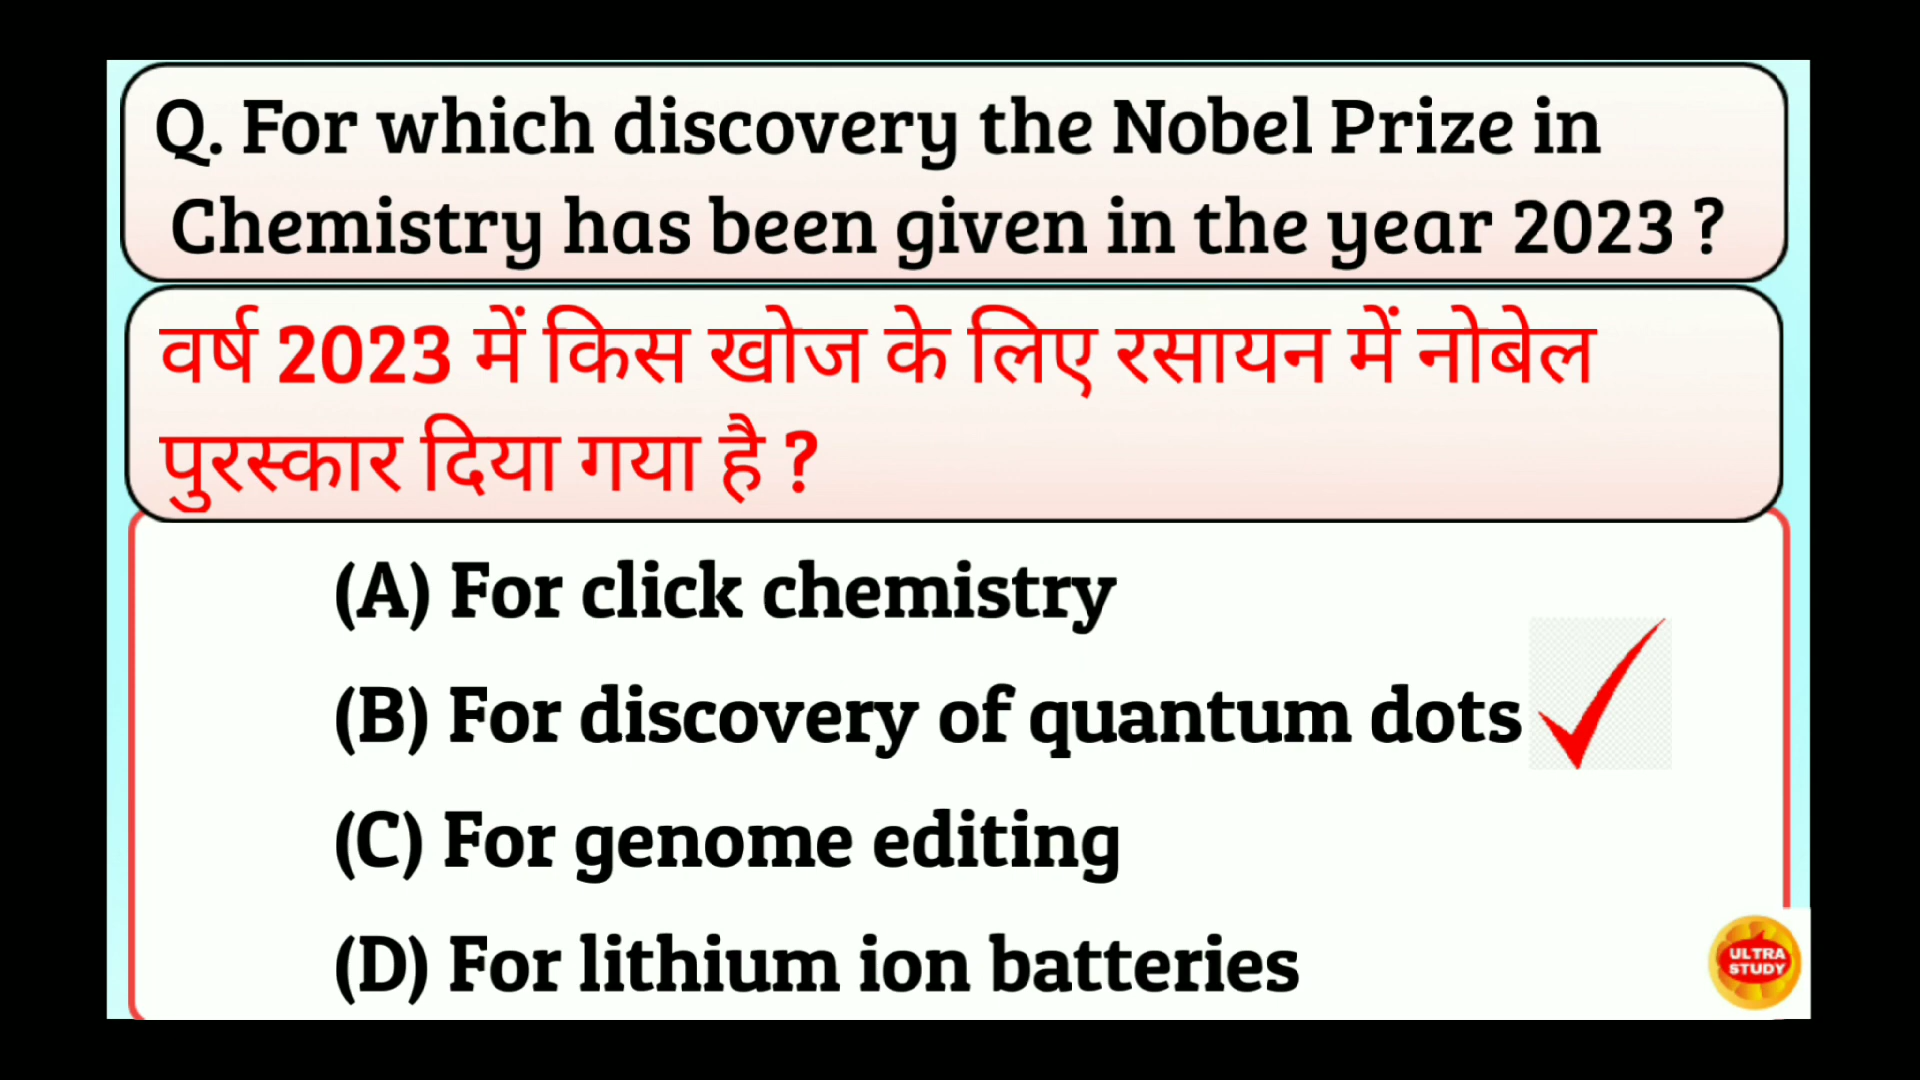 Q. For which discovery the Nobel Prize in
Chemistry has been given in the year 2023 ?
वर्ष 2023 में किस खोज के लिए रसायन में नोबेल
पुरस्कार दिया गया है ?
(A) For click chemistry
(B) For discovery of quantum dots
(C) For genome editing
(D) For lithium ion batteries
ULTRA
STUDY